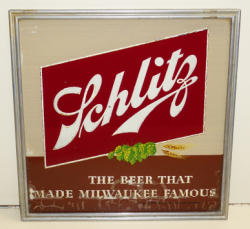 Schlitz
THE BEER THAT
MADE MILWAUKEE FAMOUS